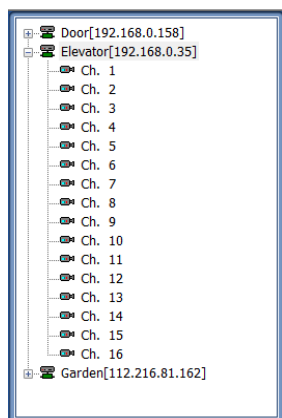 Door[192.168.0.158]
Elevator[192.168.0.35]
Ch. 1
Ch. 2
Ch. 3
Ch. 4
Ch. 5
Ch. 6
Ch. 7
Ch. 8
Ch. 9
Ch. 10
Ch. 11
Ch. 12
Ch. 13
Ch. 14
Ch. 15
Ch. 16
Garden[112.216.81.162]